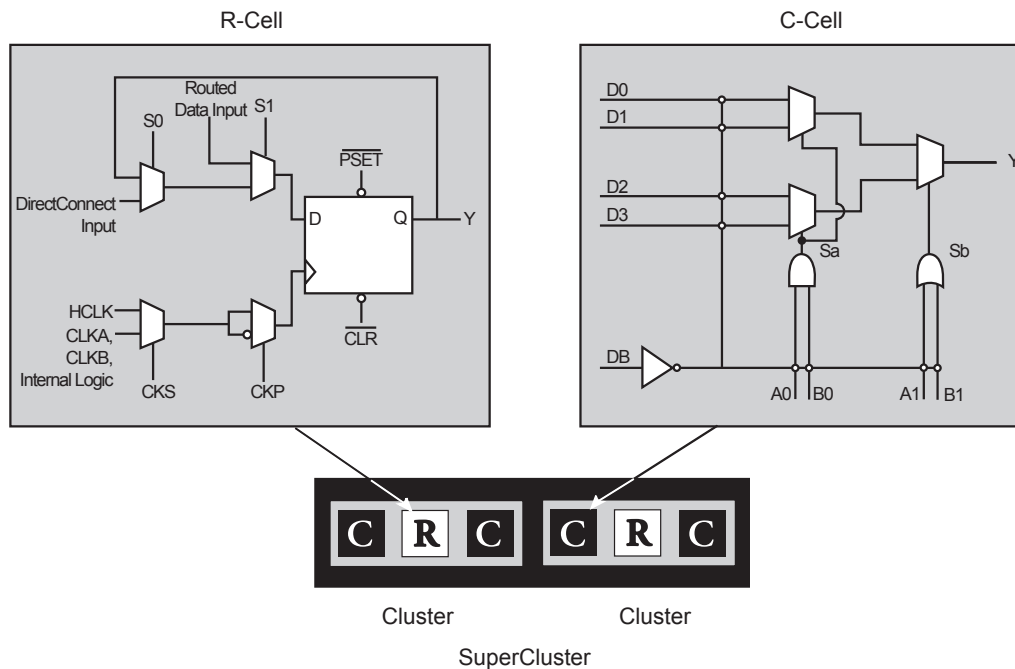 R-Cell
C-Cell
Routed
Data Input
S1
S0
PSET
DirectConnect
Input
D
Q
Y
HCLK
CLKA,
CLKB,
Internal Logic
CKS
CKP
CLR
D0
D1
D2
D3
Sa
Sb
Y
DB
A0
B0
A1
B1
C
R
C
C
R
C
Cluster
Cluster
SuperCluster